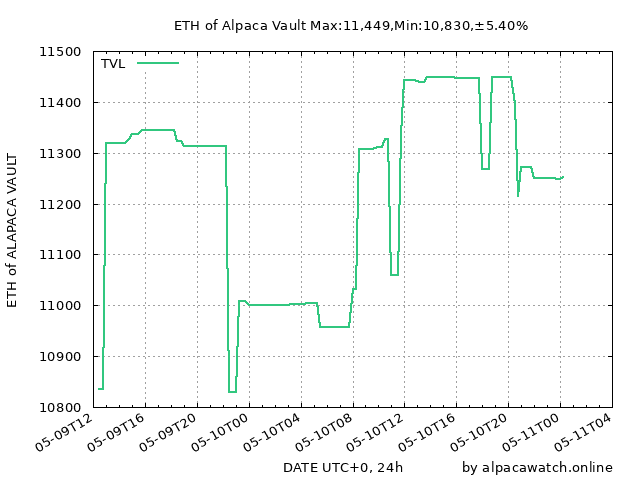 ETH of Alpaca Vault Max:11,449,Min:10,830,±5.40%
TVL
11500
11400
11300
11200
11100
11000
10900
10800
ETH of ALAPACA VAULT
05-09T12
05-09T16
05-09T20
05-10T00
05-10T04
05-10T08
05-10T12
05-10T16
05-10T20
05-11T00
05-11T04
DATE UTC+0, 24h
by alpacawatch.online